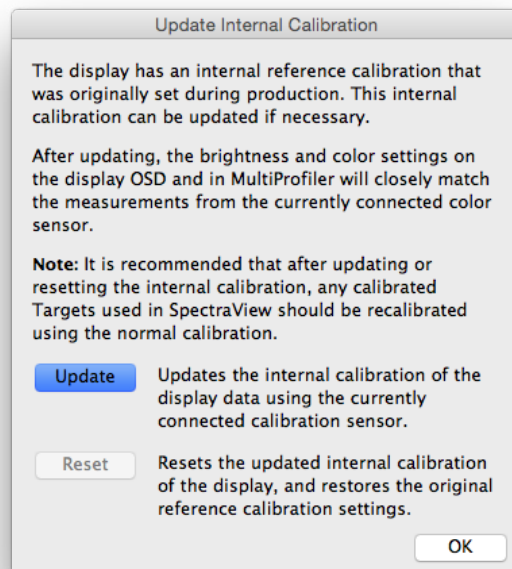 Update Internal Calibration
The display has an internal reference calibration that
was originally set during production. This internal
calibration can be updated if necessary.
After updating, the brightness and color settings on
the display OSD and in MultiProfiler will closely match
the measurements from the currently connected color
sensor.
Note: It is recommended that after updating or
resetting the internal calibration, any calibrated
Targets used in SpectraView should be recalibrated
using the normal calibration.
Update
Updates the internal calibration of the
display data using the currently
connected calibration sensor.
Reset
Resets the updated internal calibration
of the display, and restores the original
reference calibration settings.
OK